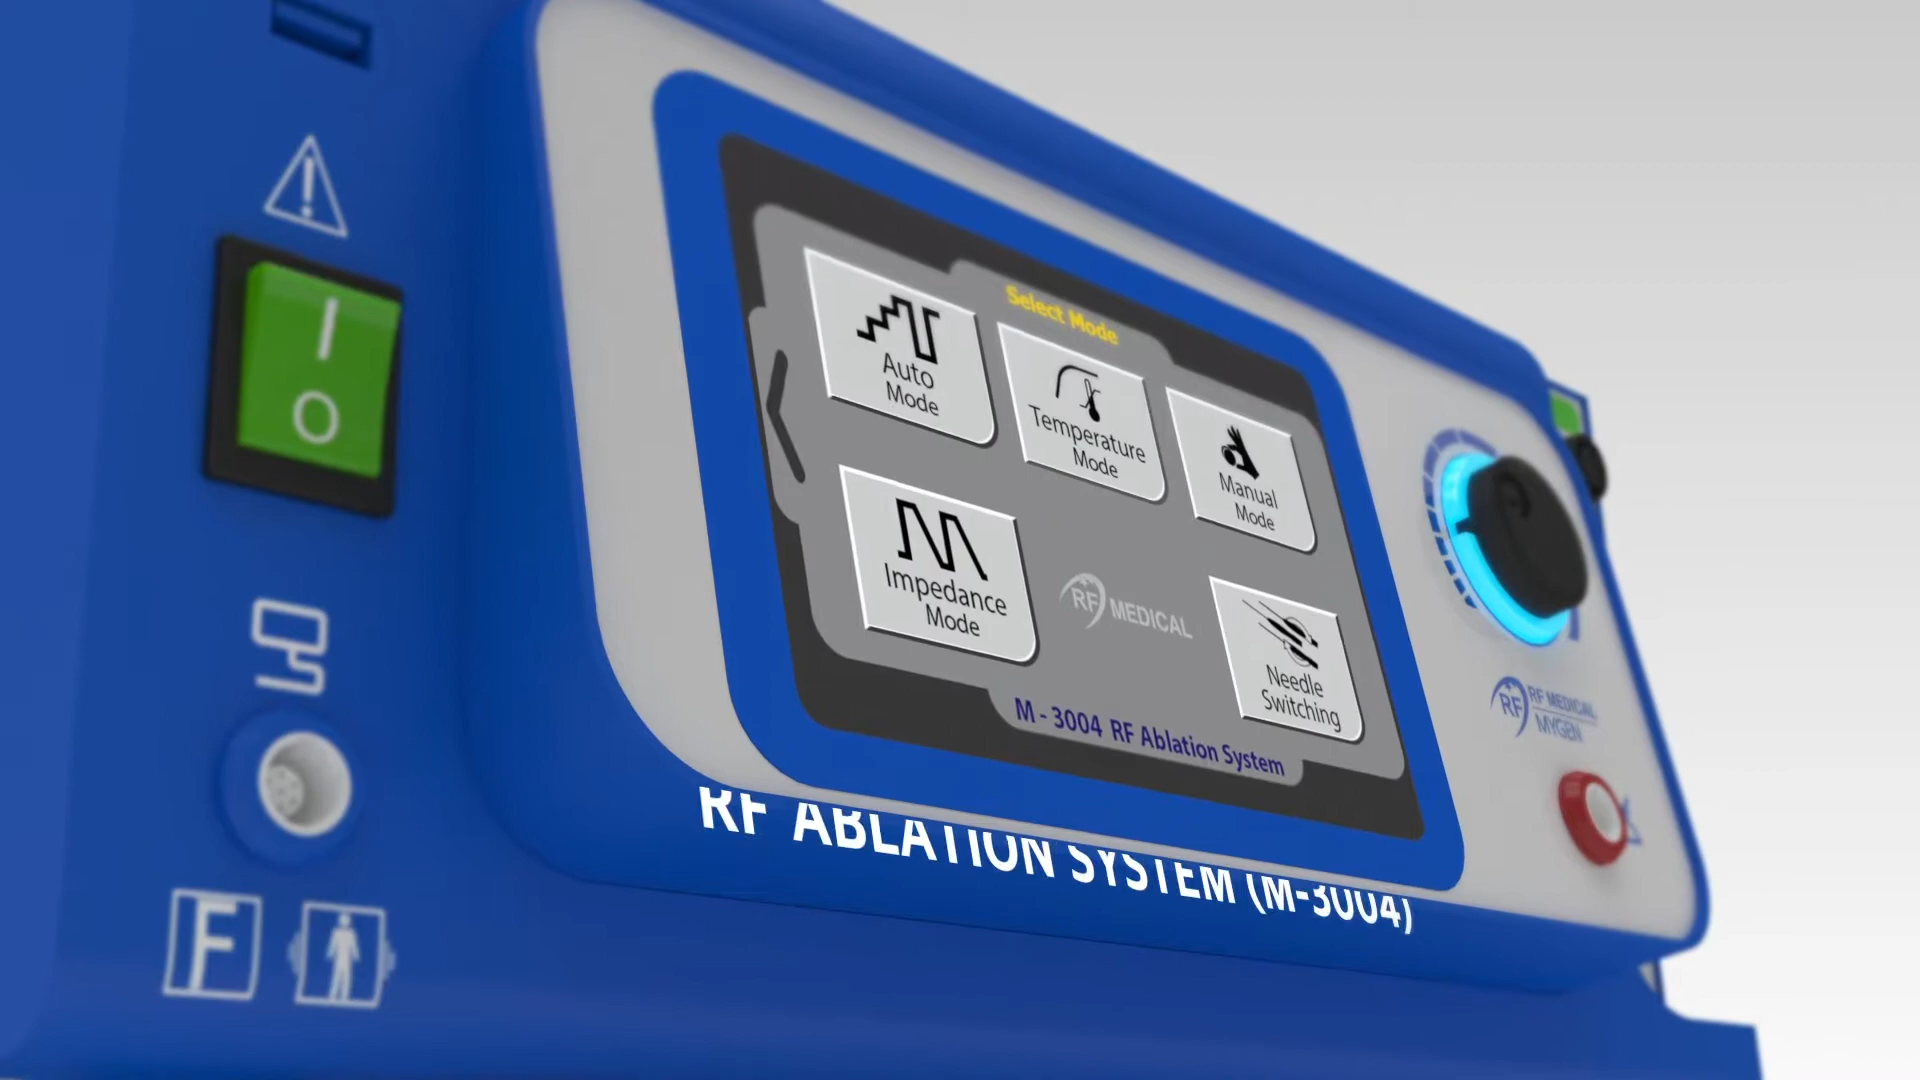 Select Mode
Auto
Mode
Temperature
Mode
Manual
Mode
Impedance
Mode
RF MEDICAL
Needle
Switching
M - 3004 RF Ablation System
RF MEDICAL
RF
MYGEN
RF ABLATION SYSTEM (M-3004)
I
O
F